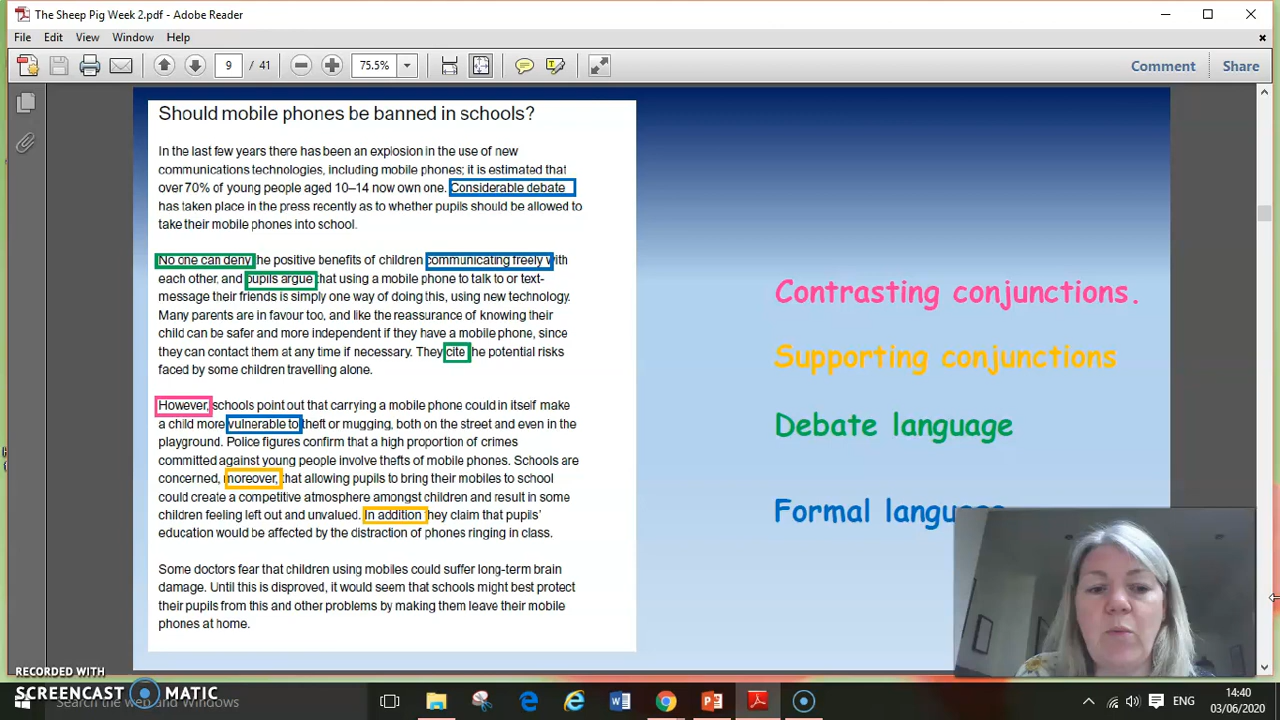 The Sheep Pig Week 2.pdf - Adobe Reader
File Edit View Window Help
9 / 41 75.5% Comment Share
Should mobile phones be banned in schools?
In the last few years there has been an explosion in the use of new
communications technologies, including mobile phones; it is estimated that
over 70% of young people aged 10–14 now own one. Considerable debate
has taken place in the press recently as to whether pupils should be allowed to
take their mobile phones into school.
No one can deny the positive benefits of children communicating freely with
each other, and pupils argue that using a mobile phone to talk to or text-
message their friends is simply one way of doing this, using new technology.
Many parents are in favour too, and like the reassurance of knowing their
child can be safer and more independent if they have a mobile phone, since
they can contact them at any time if necessary. They cite the potential risks
faced by some children travelling alone.
However, schools point out that carrying a mobile phone could in itself make
a child more vulnerable to theft or mugging, both on the street and even in the
playground. Police figures confirm that a high proportion of crimes
committed against young people involve thefts of mobile phones. Schools are
concerned, moreover, that allowing pupils to bring their mobiles to school
could create a competitive atmosphere amongst children and result in some
children feeling left out and unvalued. In addition they claim that pupils’
education would be affected by the distraction of phones ringing in class.
Some doctors fear that children using mobiles could suffer long-term brain
damage. Until this is disproved, it would seem that schools might best protect
their pupils from this and other problems by making them leave their mobile
phones at home.
Contrasting conjunctions.
Supporting conjunctions
Debate language
Formal language
RECORDED WITH
SCREENCAST MATIC
Search the web and Windows
ENG
14:40
03/06/2020